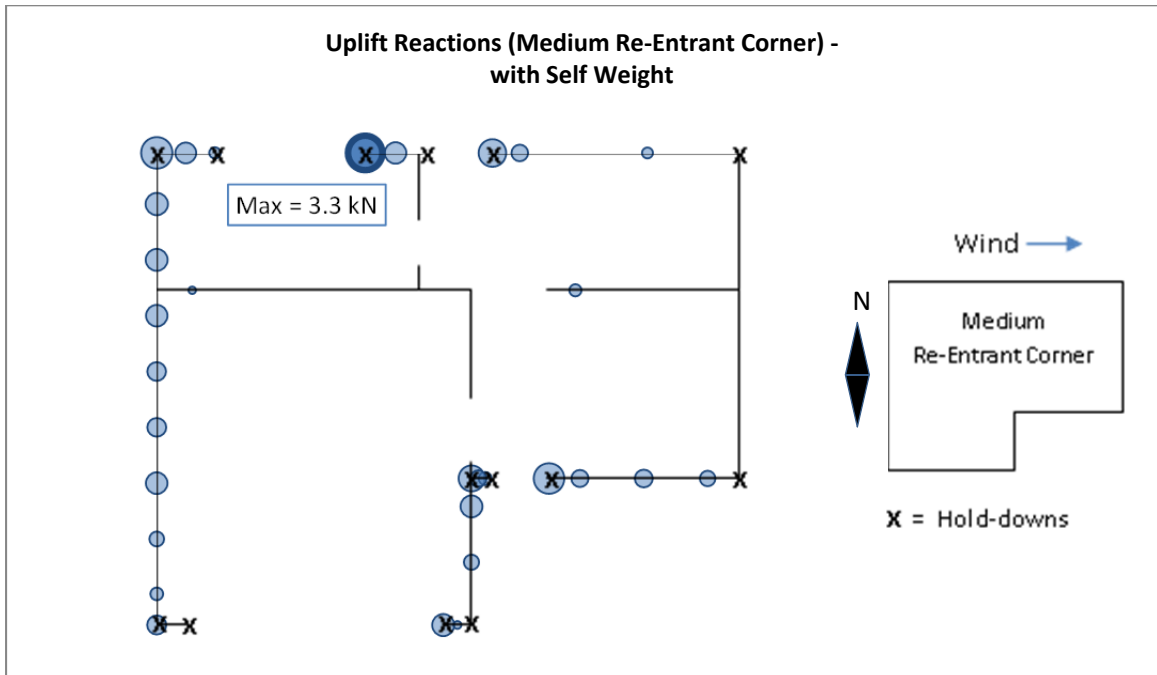 Uplift Reactions (Medium Re-Entrant Corner) -
with Self Weight
X X X X X X
Max = 3.3 kN
Wind
N
Medium
Re-Entrant Corner
X X X X
X = Hold-downs
X X X X